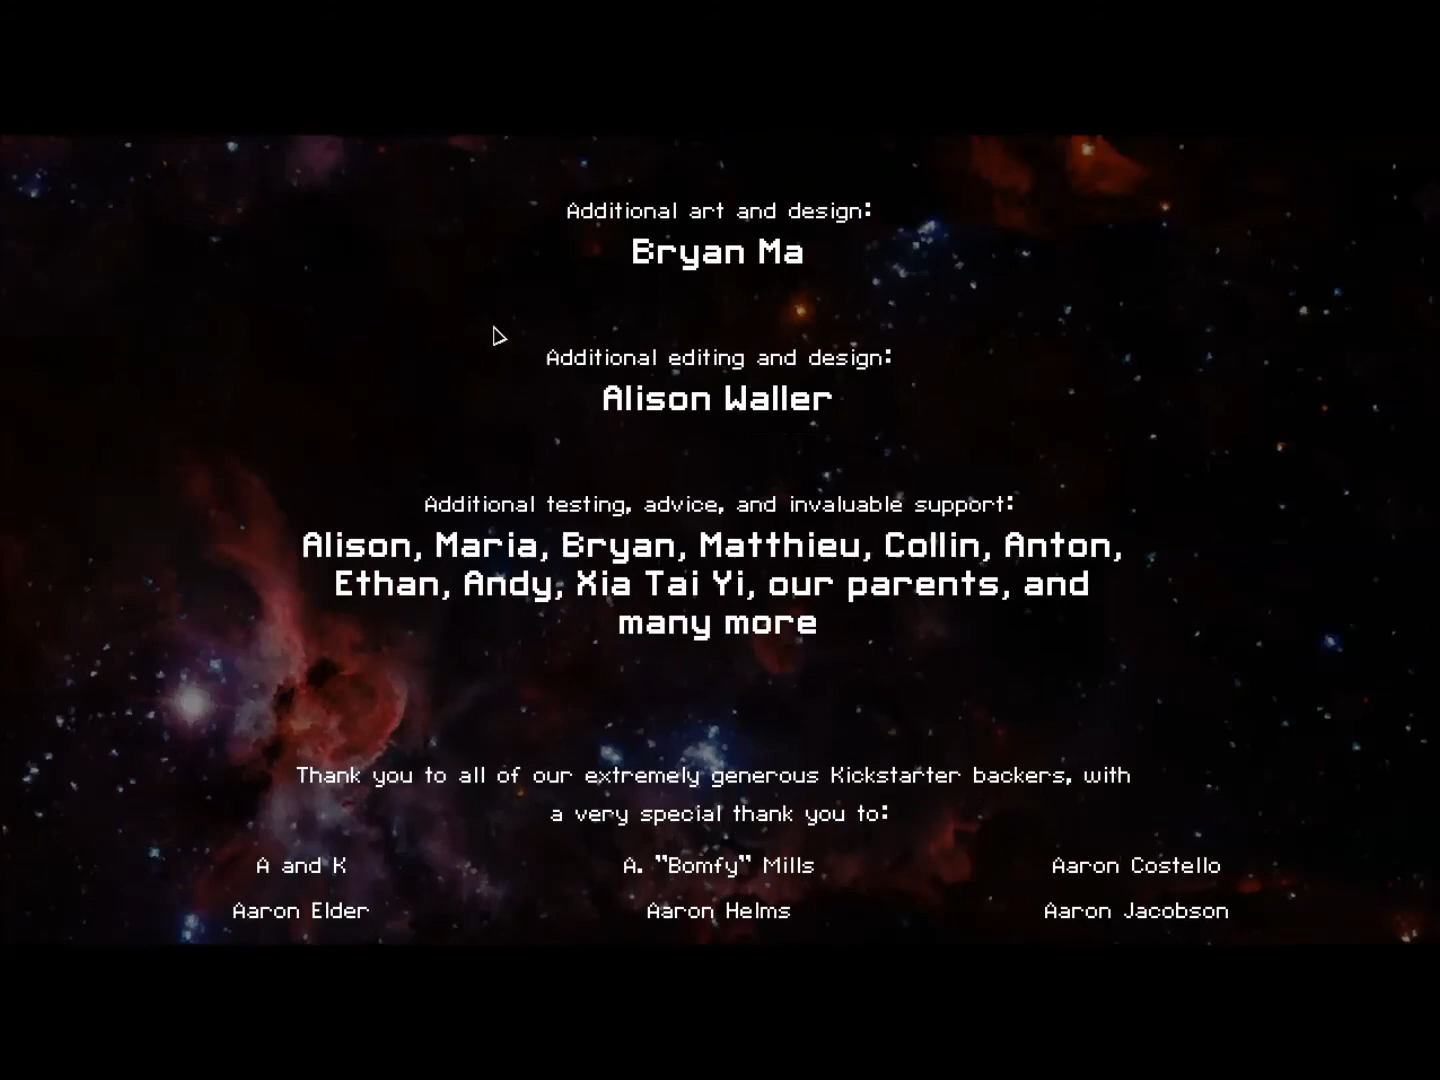 Additional art and design:
Bryan Ma
Additional editing and design:
Alison Waller
Additional testing, advice, and invaluable support:
Alison, Maria, Bryan, Matthieu, Collin, Anton,
Ethan, Andy, Xia Tai Yi, our parents, and
many more
Thank you to all of our extremely generous Kickstarter backers, with
a very special thank you to:
A and K A. "Bomfy" Mills Aaron Costello
Aaron Elder Aaron Helms Aaron Jacobson